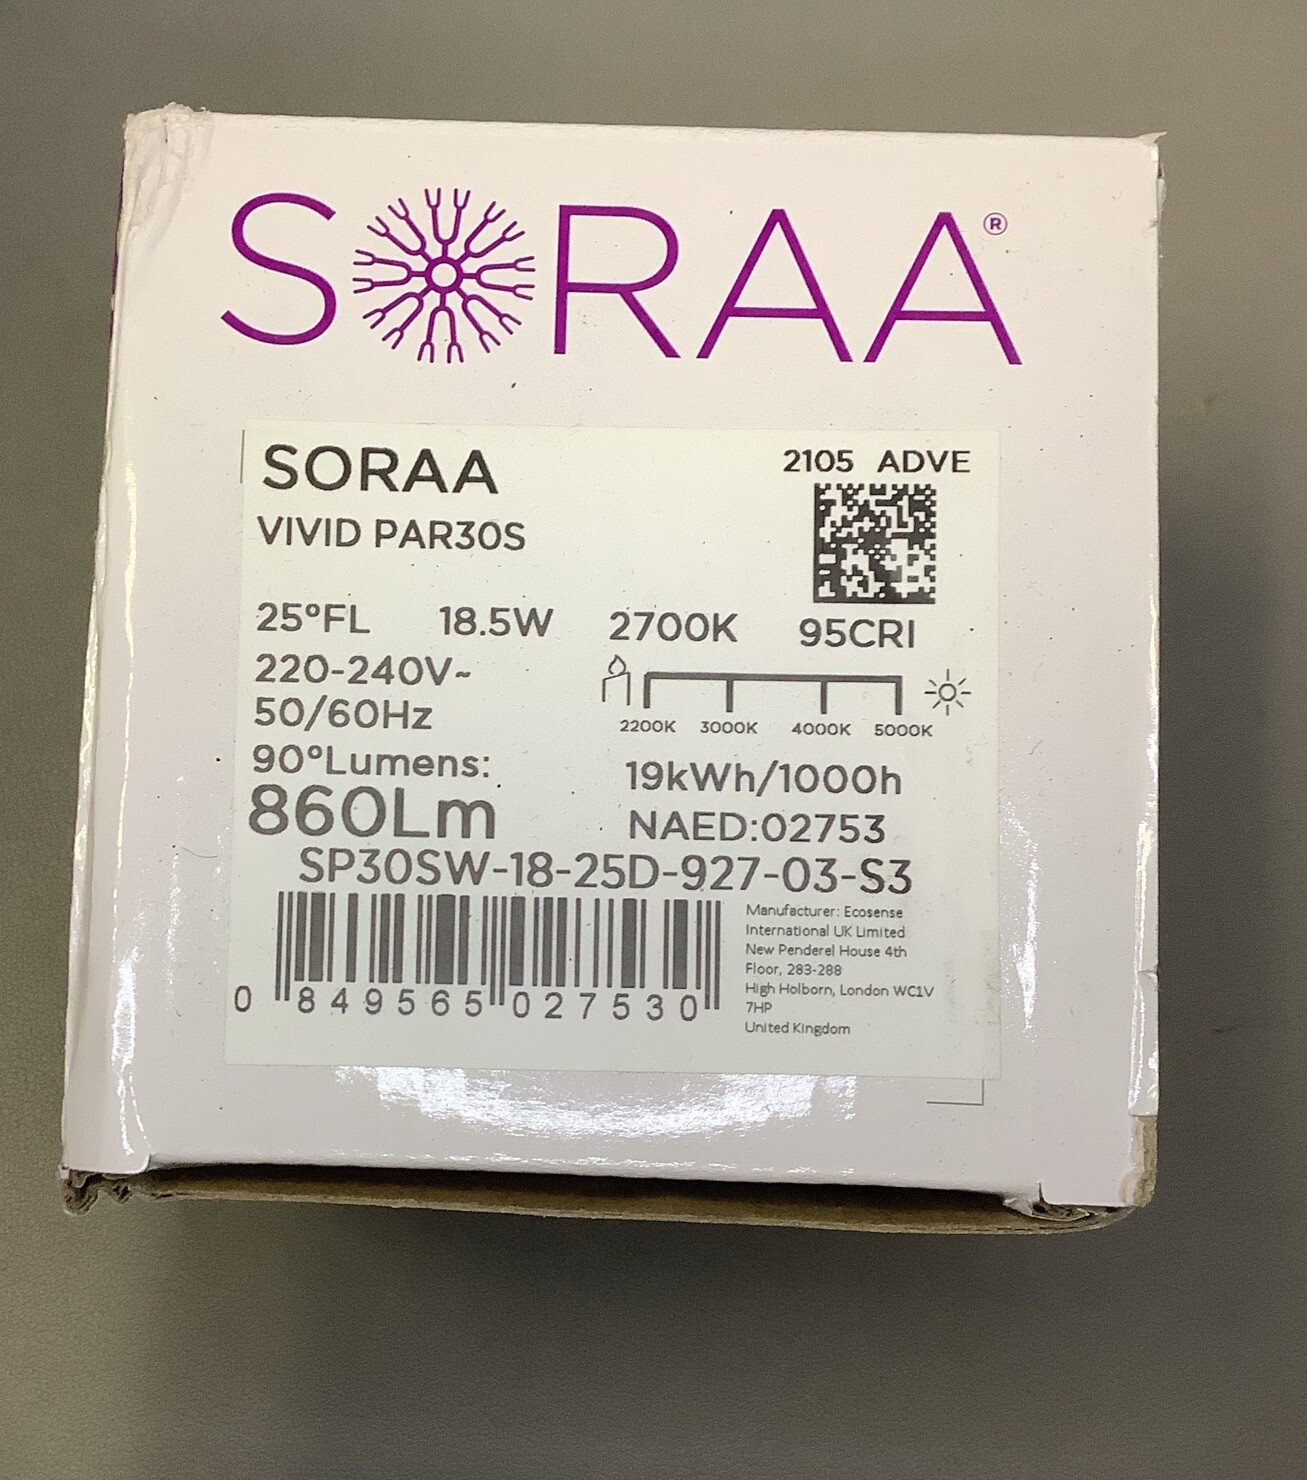 SORAA®
SORAA
2105 ADVE
VIVID PAR30S
25°FL 18.5W 2700K 95CRI
220-240V~
50/60Hz
2200K 3000K 4000K 5000K
90°Lumens:
860Lm
19kWh/1000h
NAED:02753
SP30SW-18-25D-927-03-S3
0 849565 027530
Manufacturer: Ecosense
International UK Limited
New Penderel House 4th
Floor, 283-288
High Holborn, London WC1V
7HP
United Kingdom